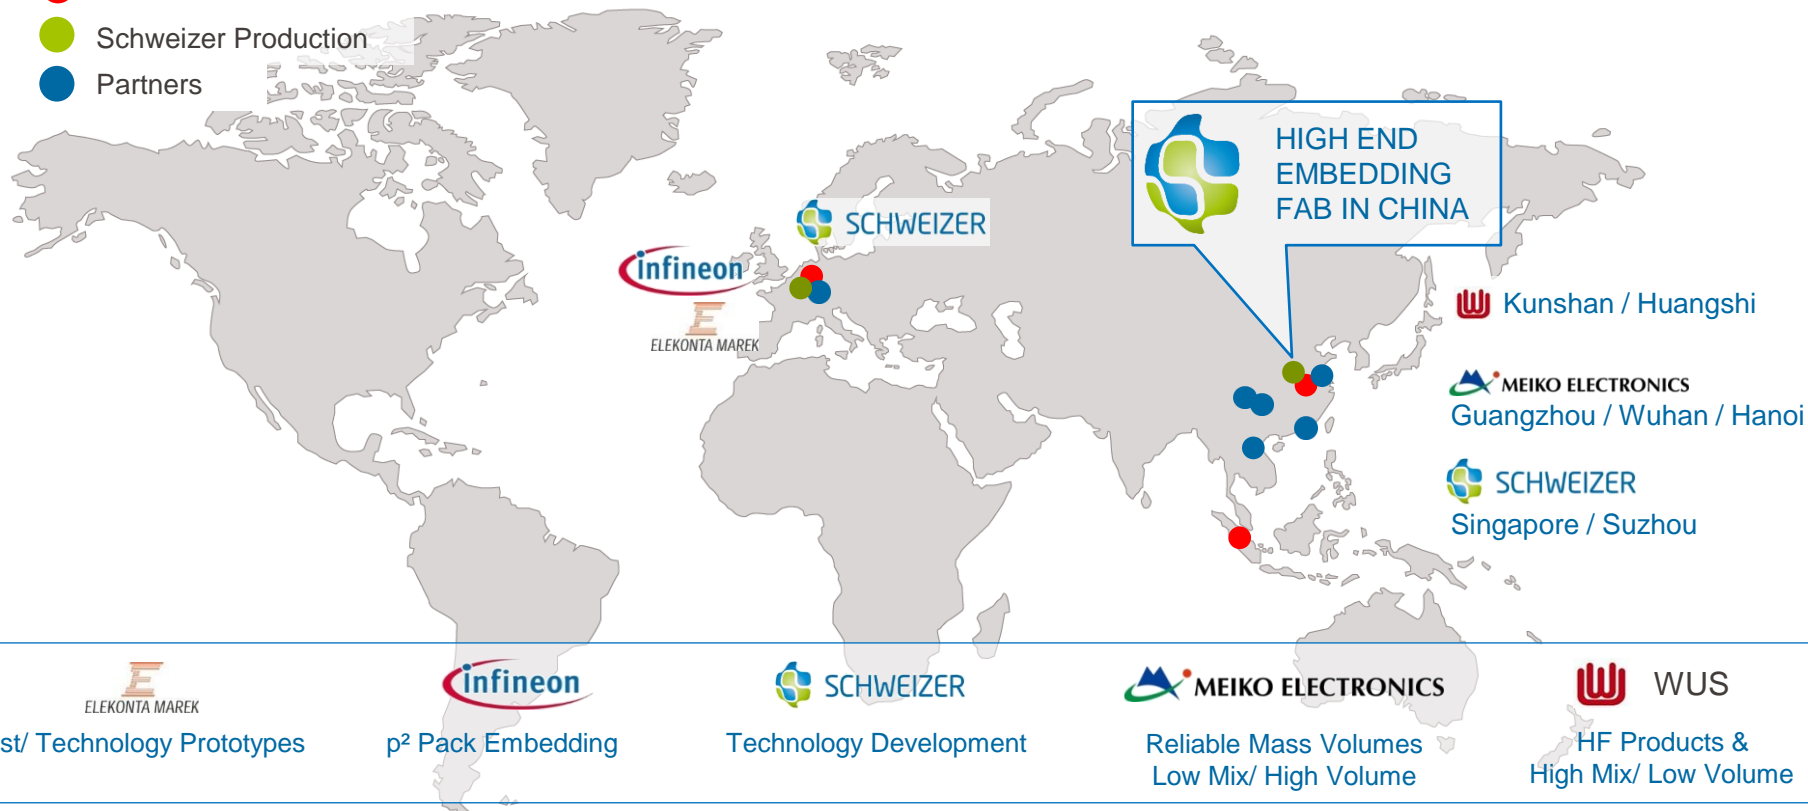 Schweizer Production
Partners
HIGH END
EMBEDDING
FAB IN CHINA
SCHWEIZER
infineon
ELEKONTA MAREK
Kunshan / Huangshi
MEIKO ELECTRONICS
Guangzhou / Wuhan / Hanoi
SCHWEIZER
Singapore / Suzhou
ELEKONTA MAREK
st/ Technology Prototypes
infineon
p² Pack Embedding
SCHWEIZER
Technology Development
MEIKO ELECTRONICS
Reliable Mass Volumes
Low Mix/ High Volume
WUS
HF Products &
High Mix/ Low Volume